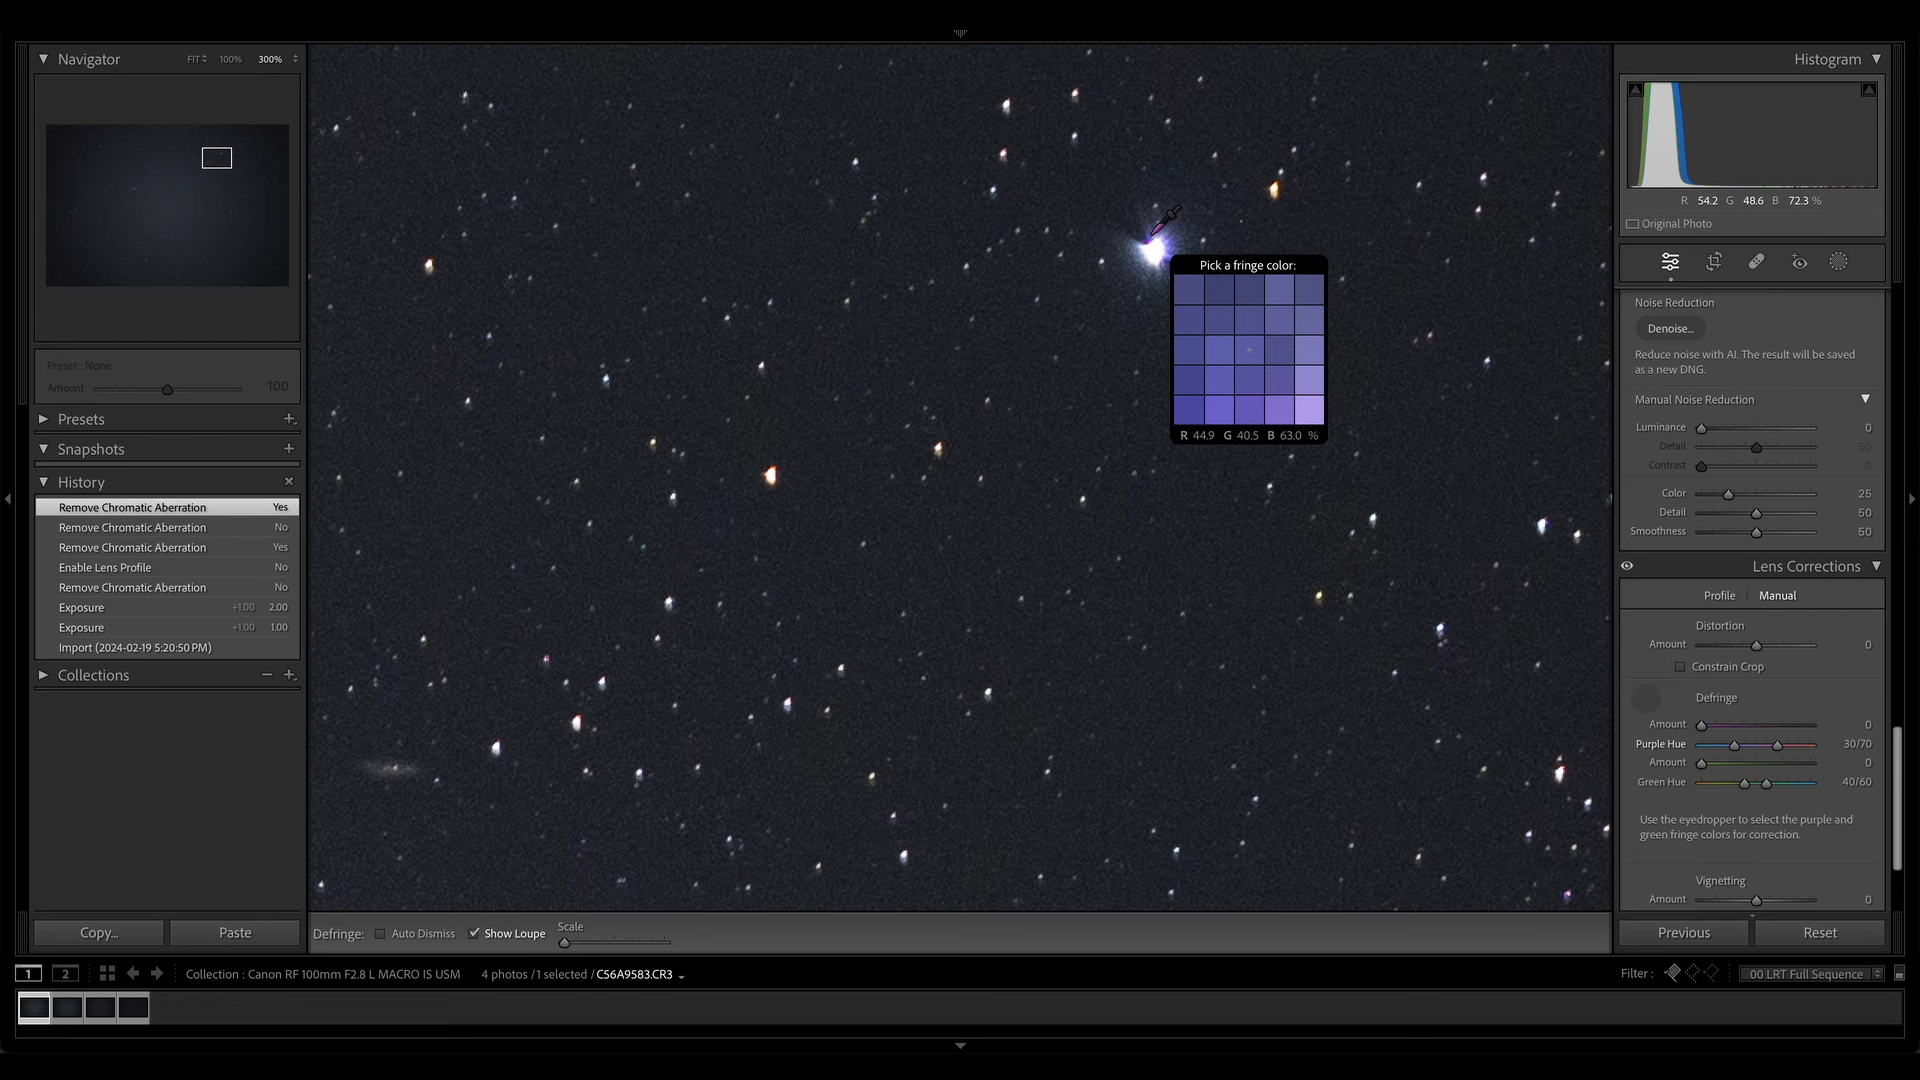 Navigator FIT 100% 300%
Preset : None
Amount 100
Presets
Snapshots
History
Remove Chromatic Aberration Yes
Remove Chromatic Aberration No
Remove Chromatic Aberration Yes
Enable Lens Profile No
Remove Chromatic Aberration No
Exposure +1.00 2.00
Exposure +1.00 1.00
Import (2024-02-19 5:20:50 PM)
Collections
Copy... Paste
Pick a fringe color:
R 44.9 G 40.5 B 63.0 %
Defringe: Auto Dismiss Show Loupe Scale
Histogram
R 54.2 G 48.6 B 72.3 %
Original Photo
Noise Reduction
Denoise...
Reduce noise with AI. The result will be saved
as a new DNG.
Manual Noise Reduction
Luminance 0
Detail 50
Contrast 0
Color 25
Detail 50
Smoothness 50
Lens Corrections
Profile Manual
Distortion
Amount 0
Constrain Crop
Defringe
Amount 0
Purple Hue 30/70
Amount 0
Green Hue 40/60
Use the eyedropper to select the purple and
green fringe colors for correction.
Vignetting
Amount 0
Previous Reset
1 2 Collection : Canon RF 100mm F2.8 L MACRO IS USM 4 photos / 1 selected / C56A9583.CR3 Filter : 00 LRT Full Sequence